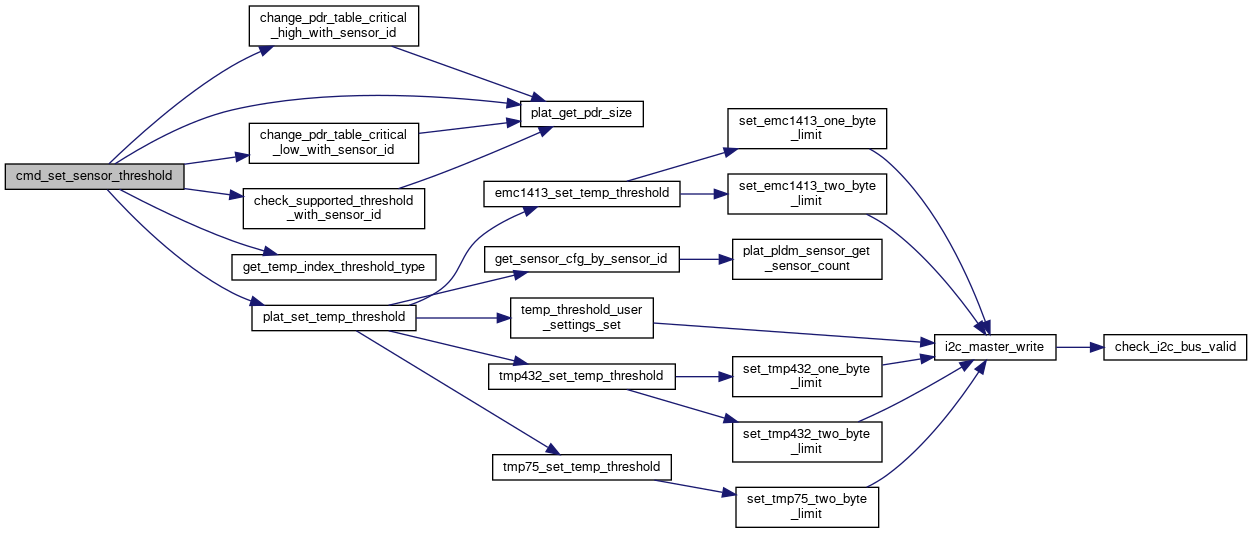 cmd_set_sensor_threshold
change_pdr_table_critical
_high_with_sensor_id
change_pdr_table_critical
_low_with_sensor_id
check_supported_threshold
_with_sensor_id
get_temp_index_threshold_type
plat_set_temp_threshold
plat_get_pdr_size
emc1413_set_temp_threshold
get_sensor_cfg_by_sensor_id
temp_threshold_user
_settings_set
tmp432_set_temp_threshold
tmp75_set_temp_threshold
set_emc1413_one_byte
_limit
set_emc1413_two_byte
_limit
plat_pldm_sensor_get
_sensor_count
set_tmp432_one_byte
_limit
set_tmp432_two_byte
_limit
set_tmp75_two_byte
_limit
i2c_master_write
check_i2c_bus_valid